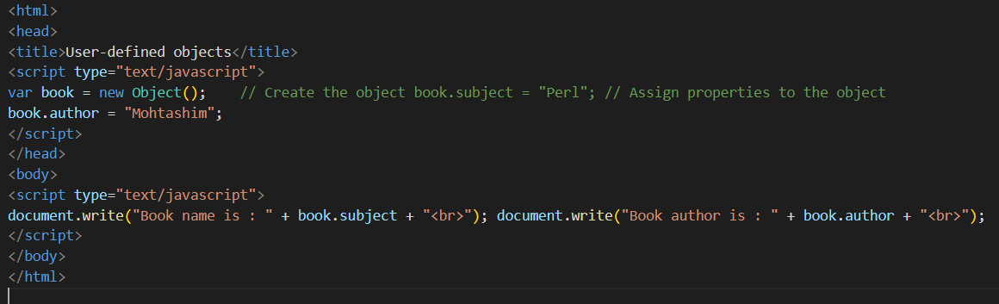 <html>
<head>
<title>User-defined objects</title>
<script type="text/javascript">
var book = new Object();    // Create the object book.subject = "Perl"; // Assign properties to the object
book.author = "Mohtashim";
</script>
</head>
<body>
<script type="text/javascript">
document.write("Book name is : " + book.subject + "<br>"); document.write("Book author is : " + book.author + "<br>");
</script>
</body>
</html>